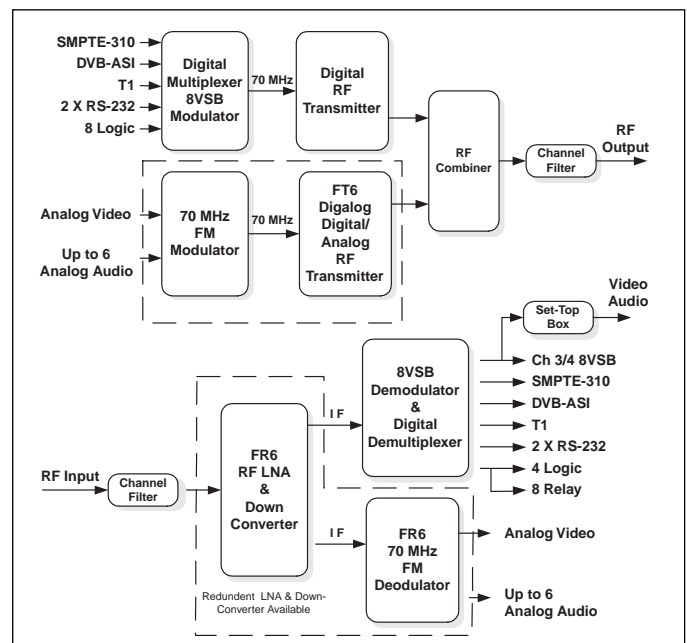 SMPTE-310
DVB-ASI
T1
2 X RS-232
8 Logic
Digital
Multiplexer
8VSB
Modulator
70 MHz
Digital
RF
Transmitter
RF
Combiner
Channel
Filter
RF
Output
Analog Video
Up to 6
Analog Audio
70 MHz
FM
Modulator
70 MHz
FT6
Digalog
Digital/
Analog
RF
Transmitter
Video
Audio
Set-Top
Box
8VSB
Demodulator
&
Digital
Demultiplexer
Ch 3/4 8VSB
SMPTE-310
DVB-ASI
T1
2 X RS-232
4 Logic
8 Relay
RF Input
Channel
Filter
FR6
RF LNA
&
Down
Converter
I F
I F
FR6
70 MHz
FM
Deodulator
Analog Video
Up to 6
Analog Audio
Redundent LNA & Down-
Converter Available